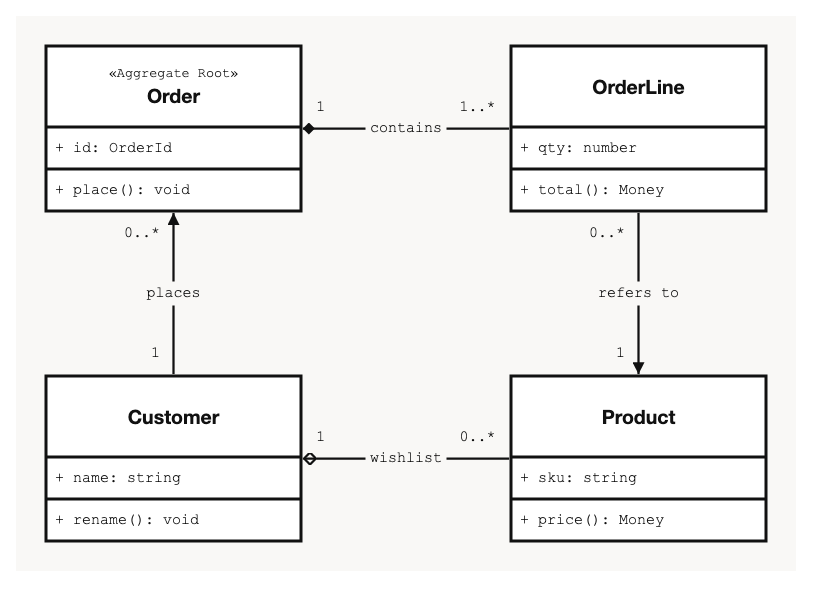 «Aggregate Root»
Order
+ id: OrderId
+ place(): void
1
contains
1..*
OrderLine
+ qty: number
+ total(): Money
0..*
places
1
0..*
refers to
1
Customer
+ name: string
+ rename(): void
1
wishlist
0..*
Product
+ sku: string
+ price(): Money